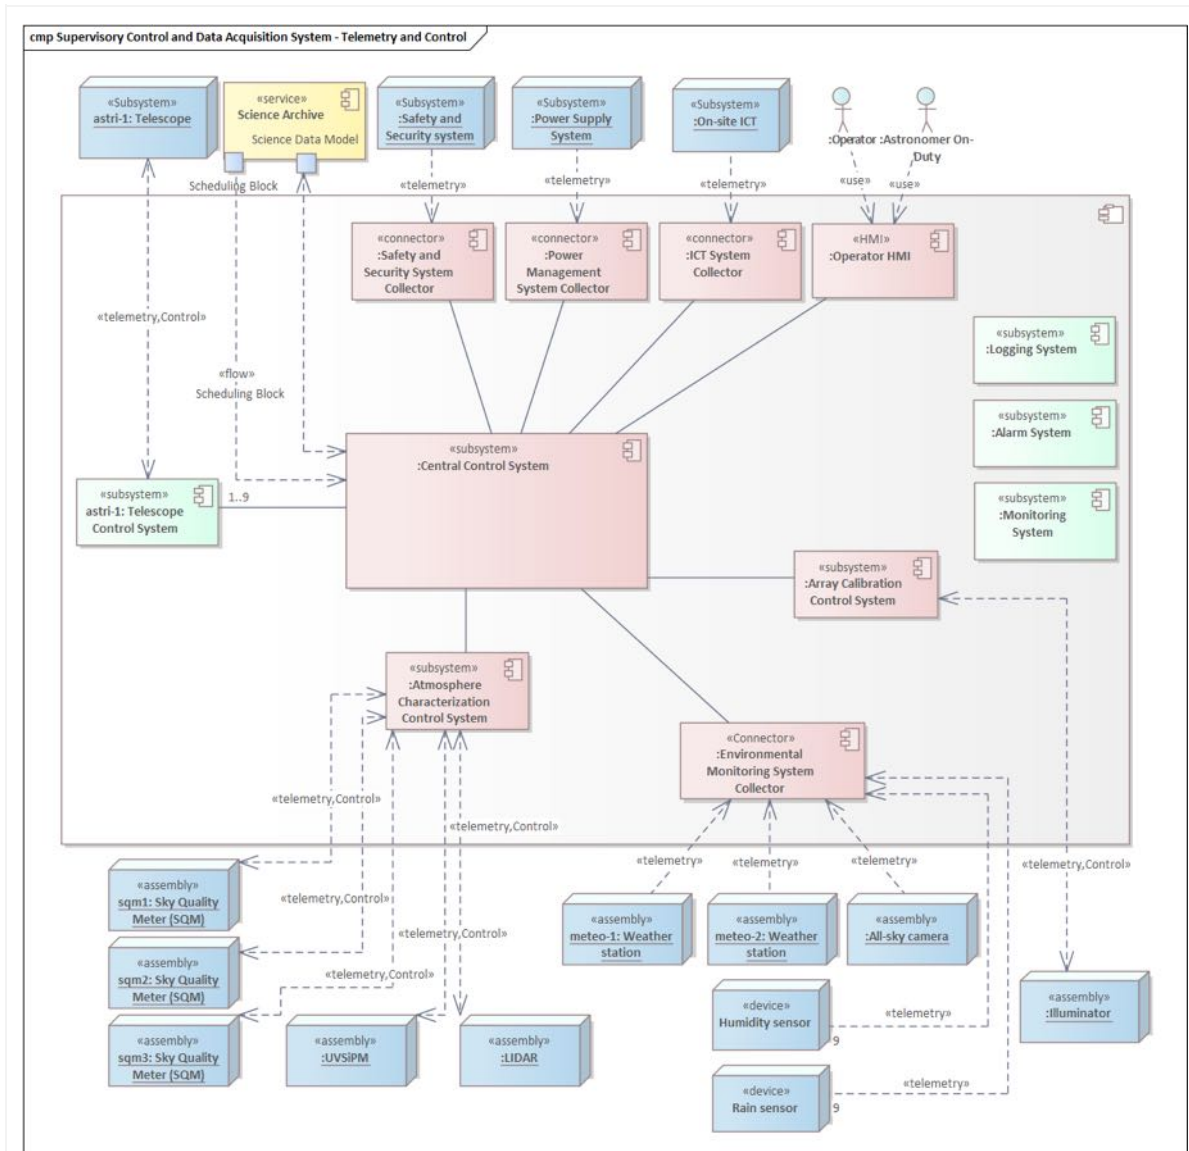 cmp Supervisory Control and Data Acquisition System - Telemetry and Control
«Subsystem»
astri-1: Telescope
«service»
Science Archive
Science Data Model
«Subsystem»
:Safety and
Security system
«Subsystem»
:Power Supply
System
«Subsystem»
:On-site ICT
:Operator
:Astronomer On-
Duty
Scheduling Block
«telemetry»
«telemetry»
«telemetry»
«use»
«use»
«connector»
:Safety and
Security System
Collector
«connector»
:Power
Management
System Collector
«connector»
:ICT System
Collector
«HMI»
:Operator HMI
«telemetry,Control»
«flow»
Scheduling Block
«subsystem»
:Logging System
«subsystem»
:Alarm System
«subsystem»
:Monitoring
System
«subsystem»
:Central Control System
«subsystem»
astri-1: Telescope
Control System
1..9
«subsystem»
:Array Calibration
Control System
«subsystem»
:Atmosphere
Characterization
Control System
«Connector»
:Environmental
Monitoring System
Collector
«telemetry,Control»
«telemetry,Control»
«telemetry,Control»
«telemetry,Control»
«telemetry,Control»
«telemetry»
«telemetry»
«telemetry»
«telemetry,Control»
«assembly»
sqm1: Sky Quality
Meter (SQM)
«assembly»
sqm2: Sky Quality
Meter (SQM)
«assembly»
sqm3: Sky Quality
Meter (SQM)
«assembly»
:UVSiPM
«assembly»
:LIDAR
«assembly»
meteo-1: Weather
station
«assembly»
meteo-2: Weather
station
«assembly»
:All-sky camera
«device»
Humidity sensor
9
«telemetry»
«device»
Rain sensor
9
«telemetry»
«assembly»
:Illuminator